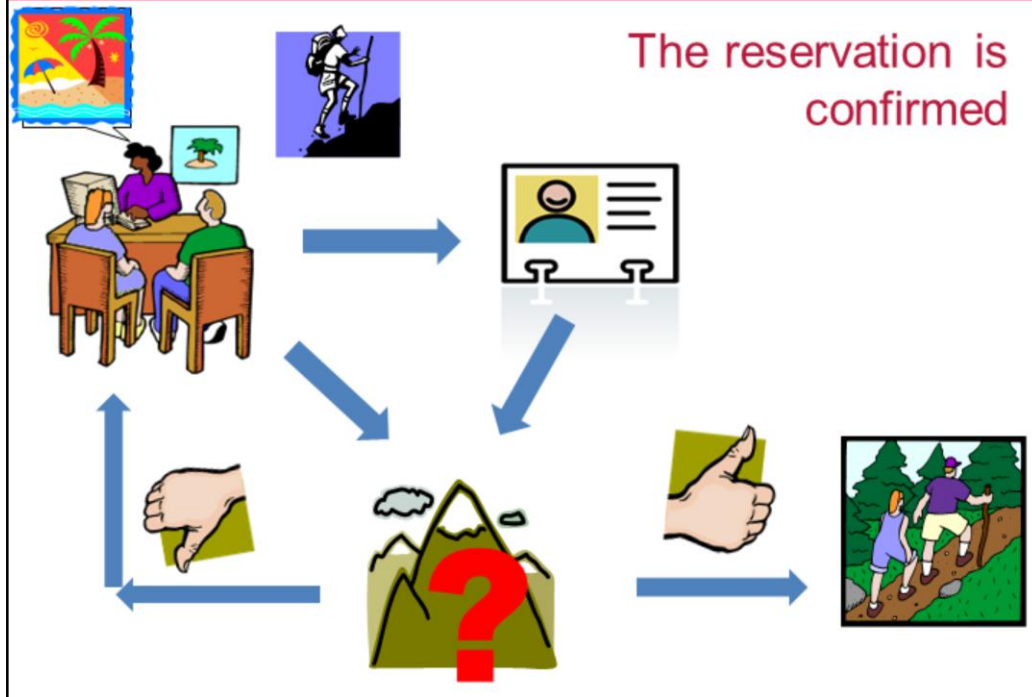 The reservation is
confirmed
?